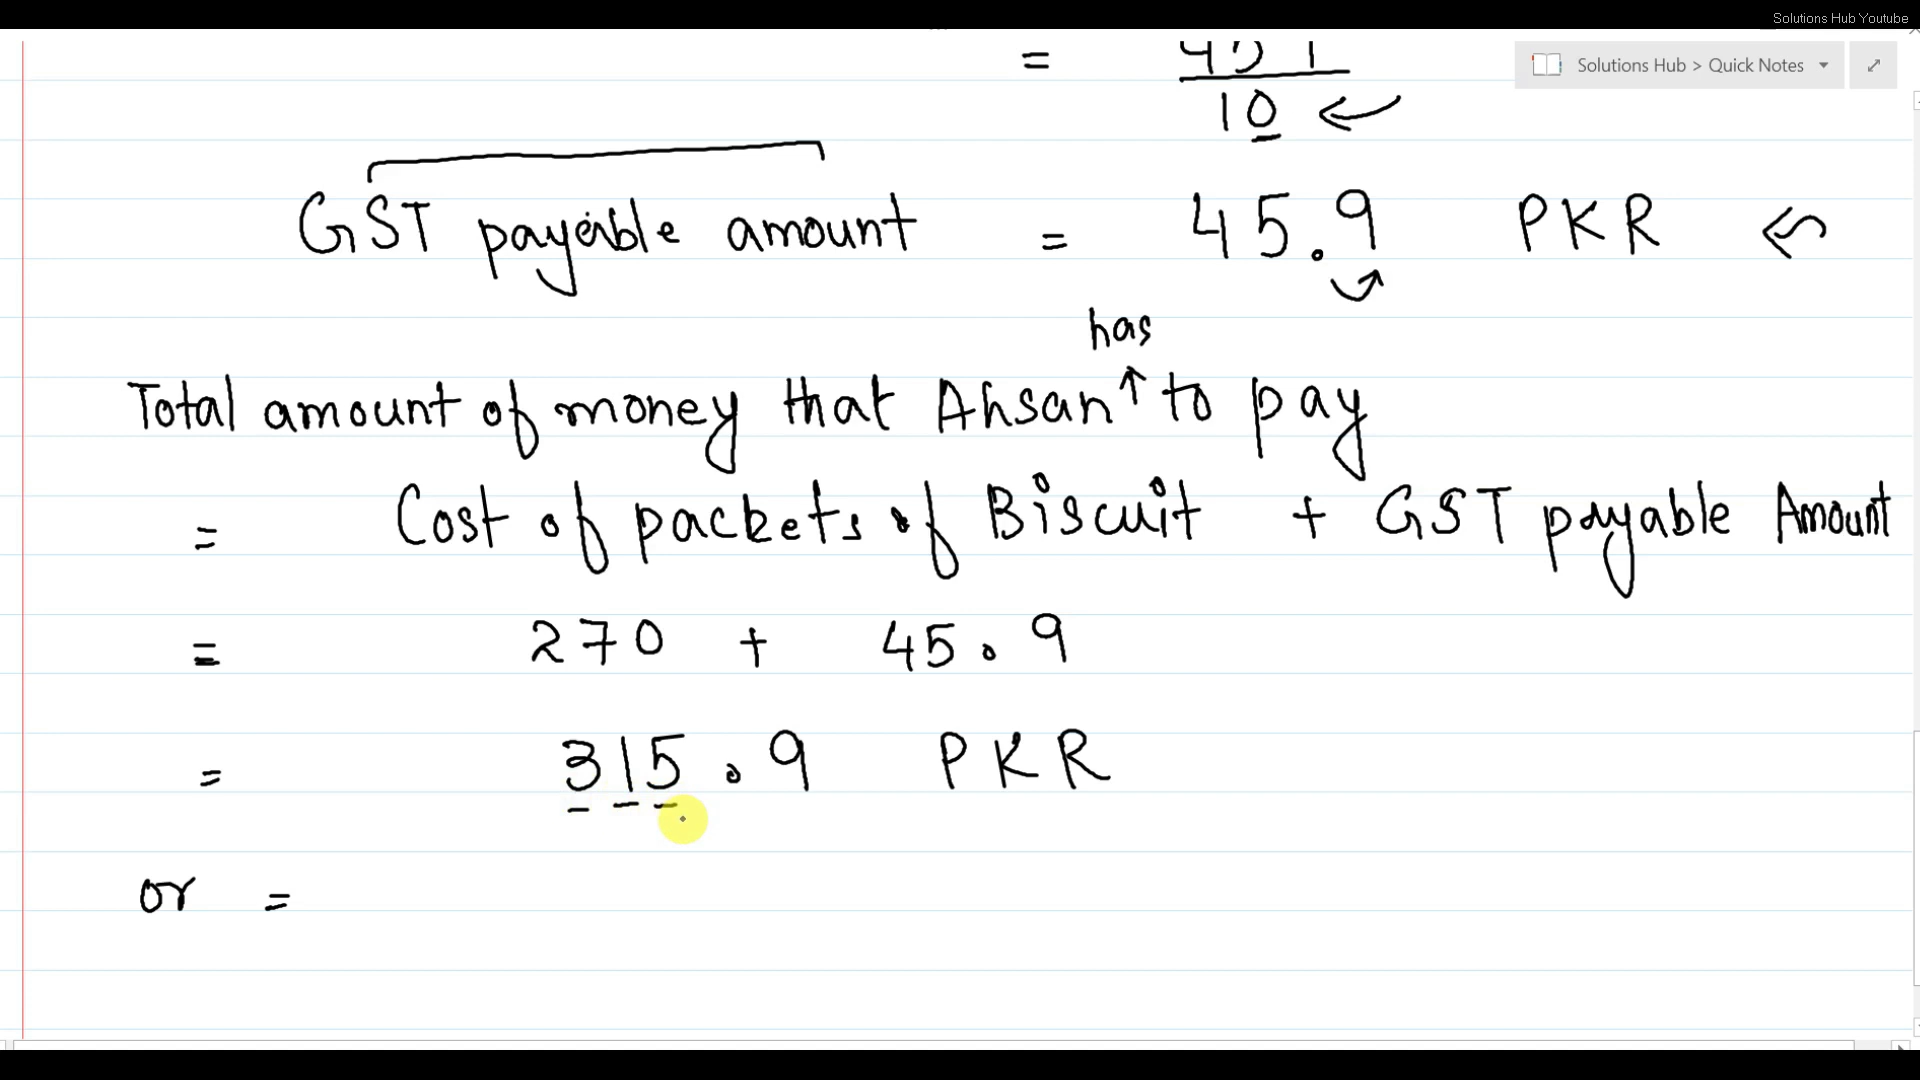 Solutions Hub Youtube
Solutions Hub > Quick Notes
=
10
GST payable amount = 45.9 PKR
has
Total amount of money that Ahsan ↑ to pay
= Cost of packets of Biscuit + GST payable Amount
= 270 + 45.9
= 315.9 PKR
or =